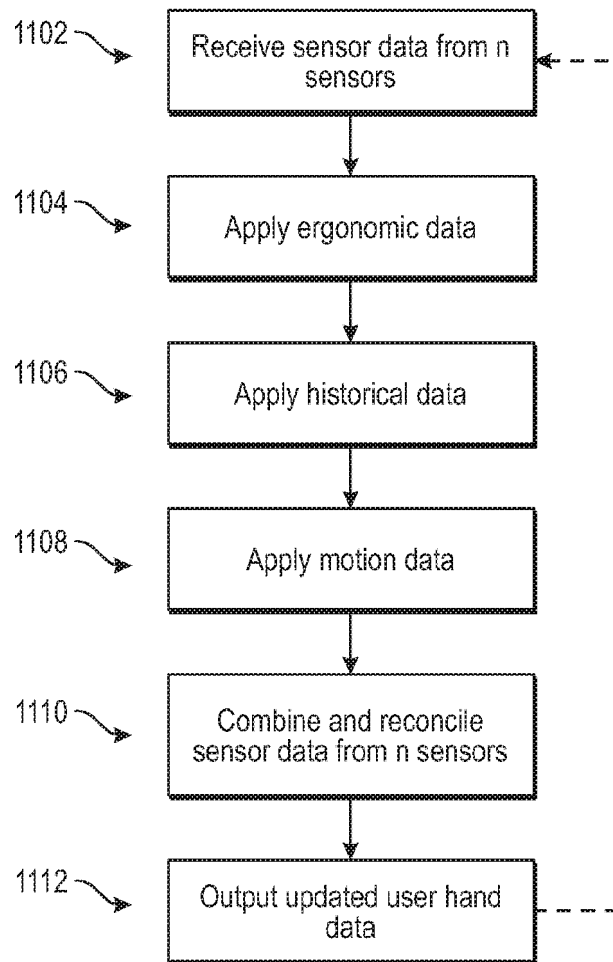 1102
Receive sensor data from n
sensors
1104
Apply ergonomic data
1106
Apply historical data
1108
Apply motion data
1110
Combine and reconcile
sensor data from n sensors
1112
Output updated user hand
data